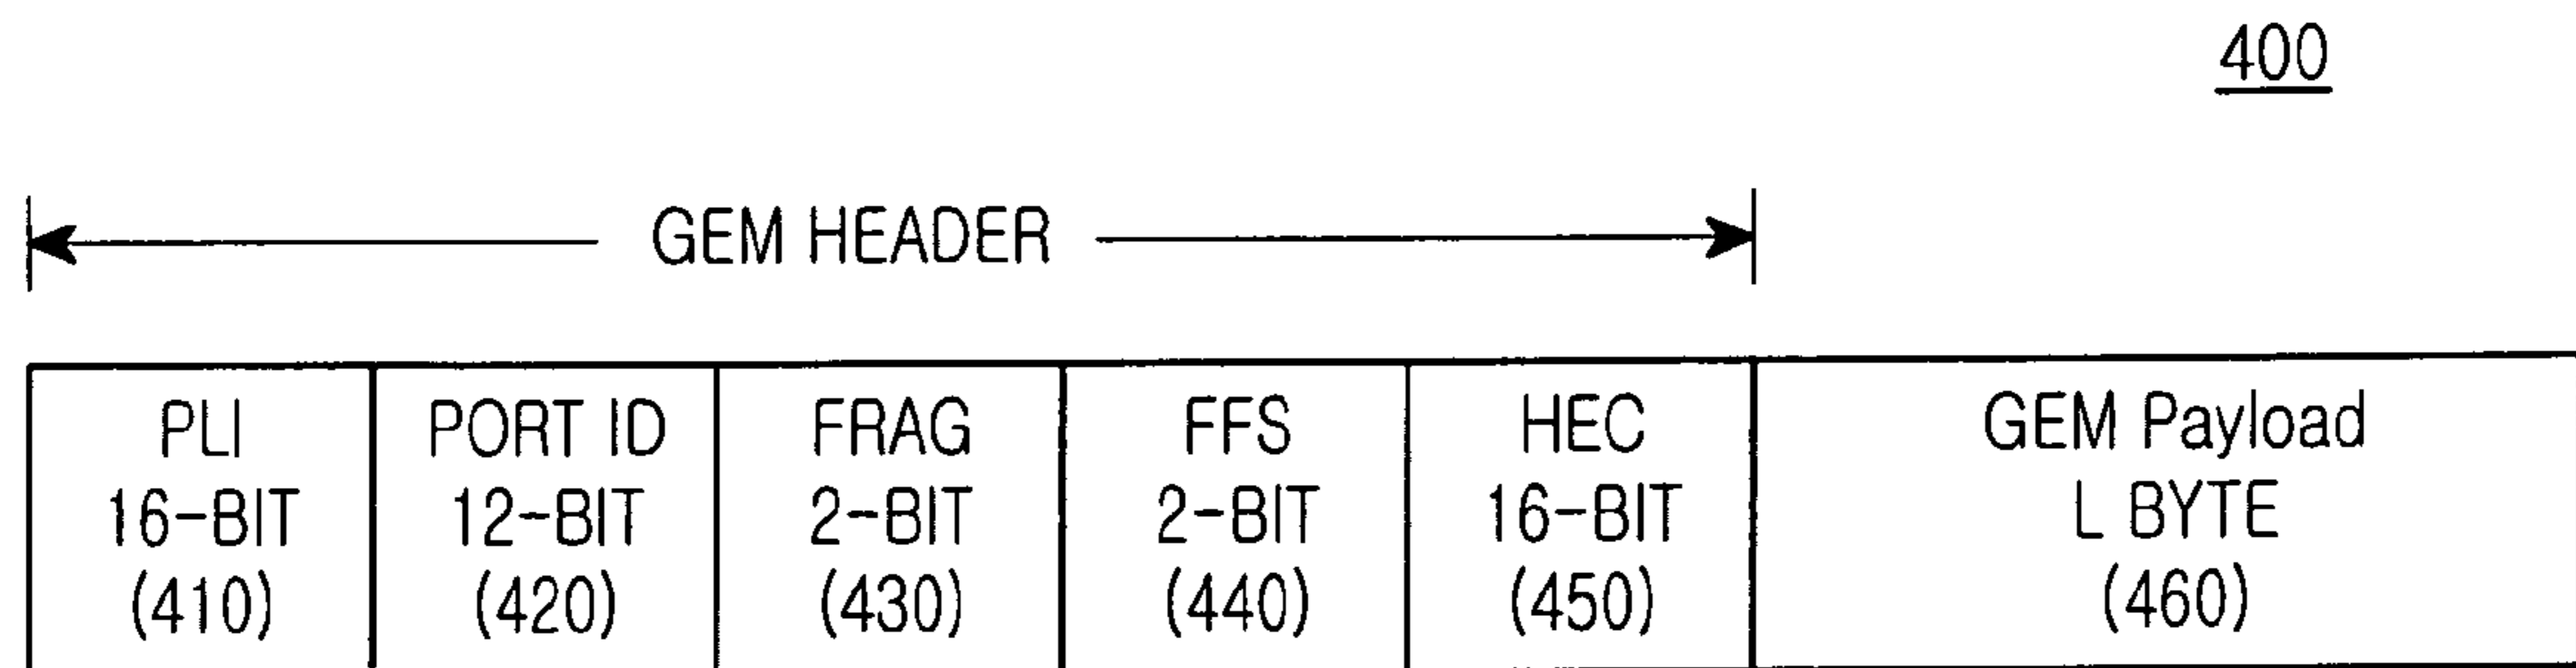 400
GEM HEADER
PLI
16-BIT
(410)
PORT ID
12-BIT
(420)
FRAG
2-BIT
(430)
FFS
2-BIT
(440)
HEC
16-BIT
(450)
GEM Payload
L BYTE
(460)